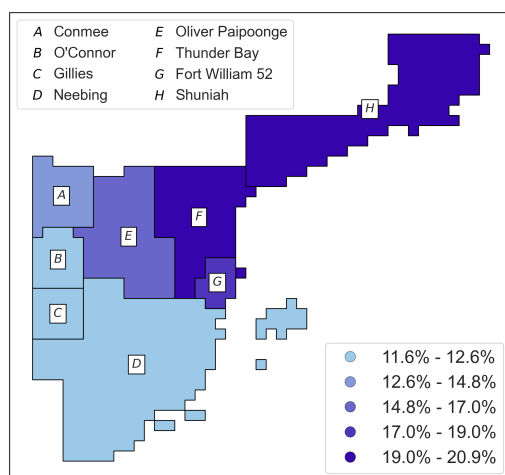 A Conmee
B O'Connor
C Gillies
D Neebing
E Oliver Paipoonge
F Thunder Bay
G Fort William 52
H Shuniah
H
A
F
E
B
G
C
D
11.6% - 12.6%
12.6% - 14.8%
14.8% - 17.0%
17.0% - 19.0%
19.0% - 20.9%